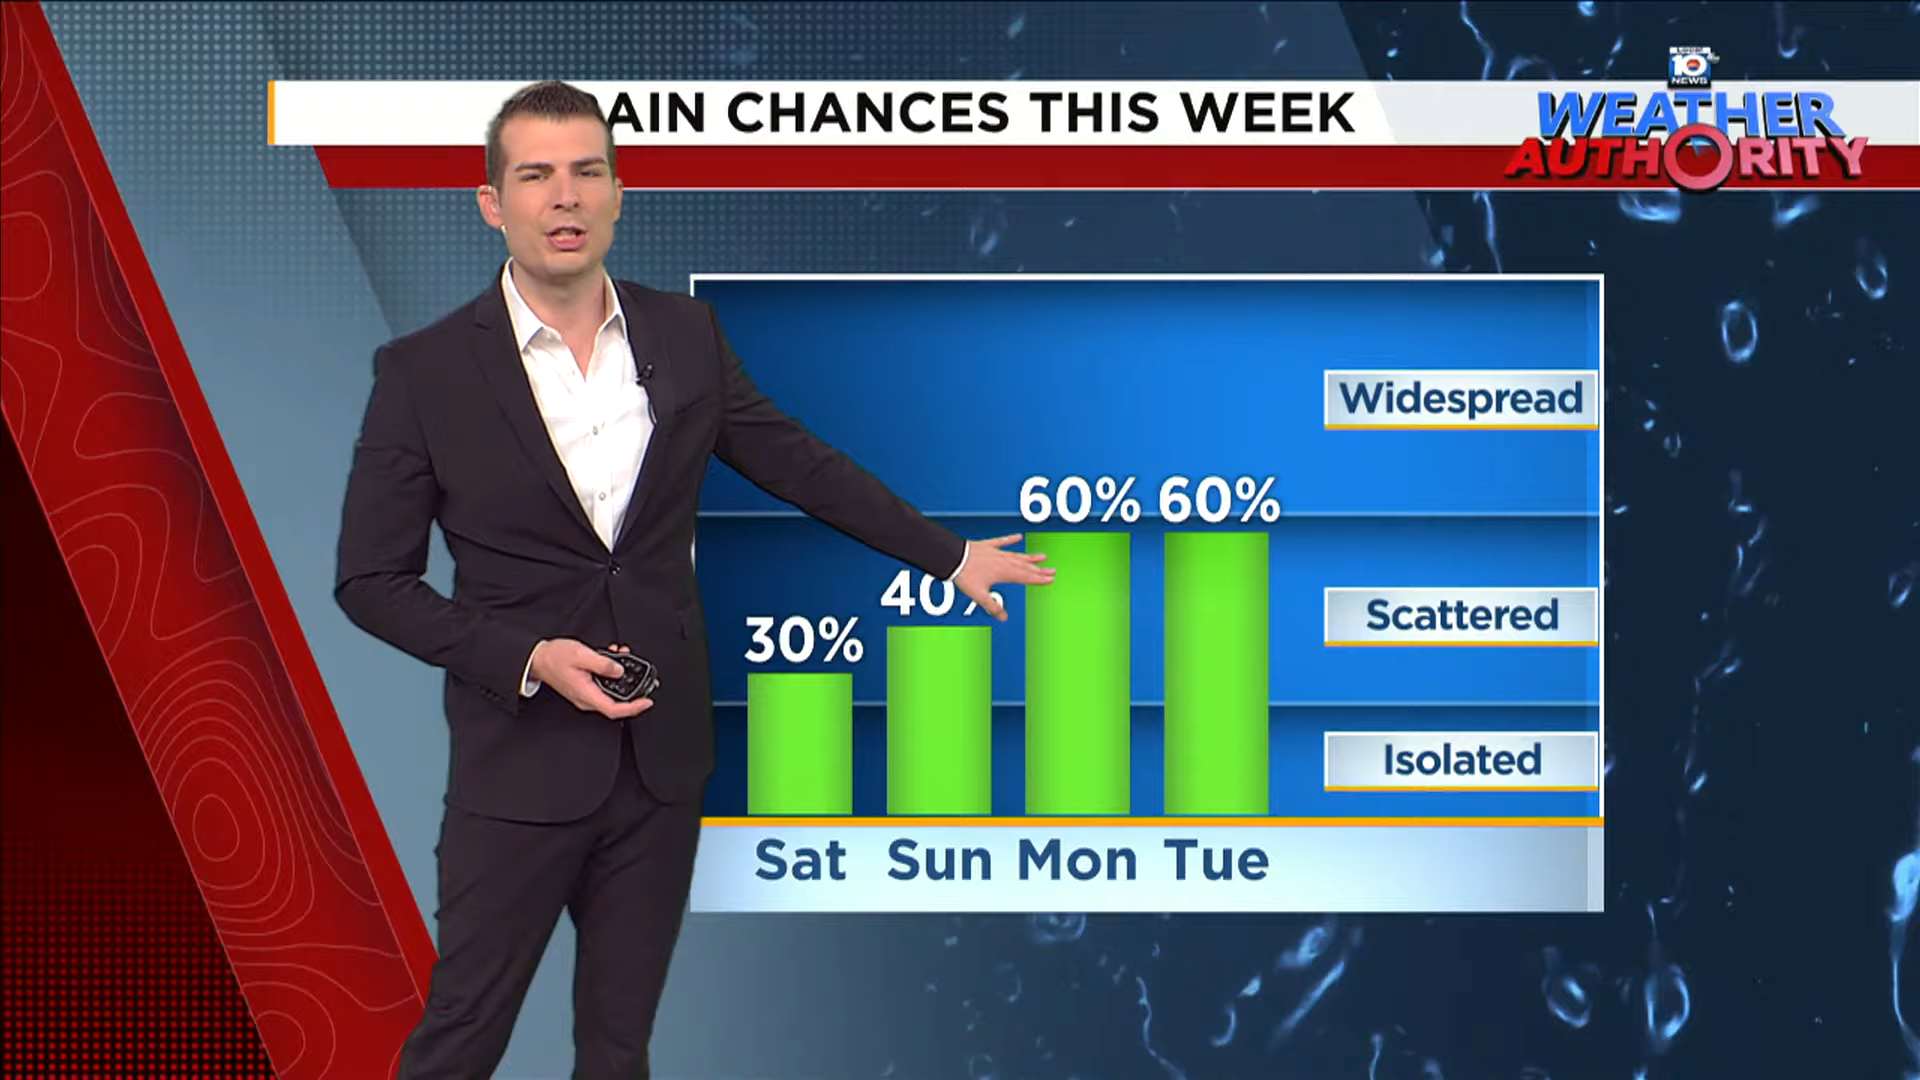 AIN CHANCES THIS WEEK
LOCAL
10
NEWS
WEATHER
AUTHORITY
Widespread
60% 60%
40%
Scattered
30%
Isolated
Sat Sun Mon Tue